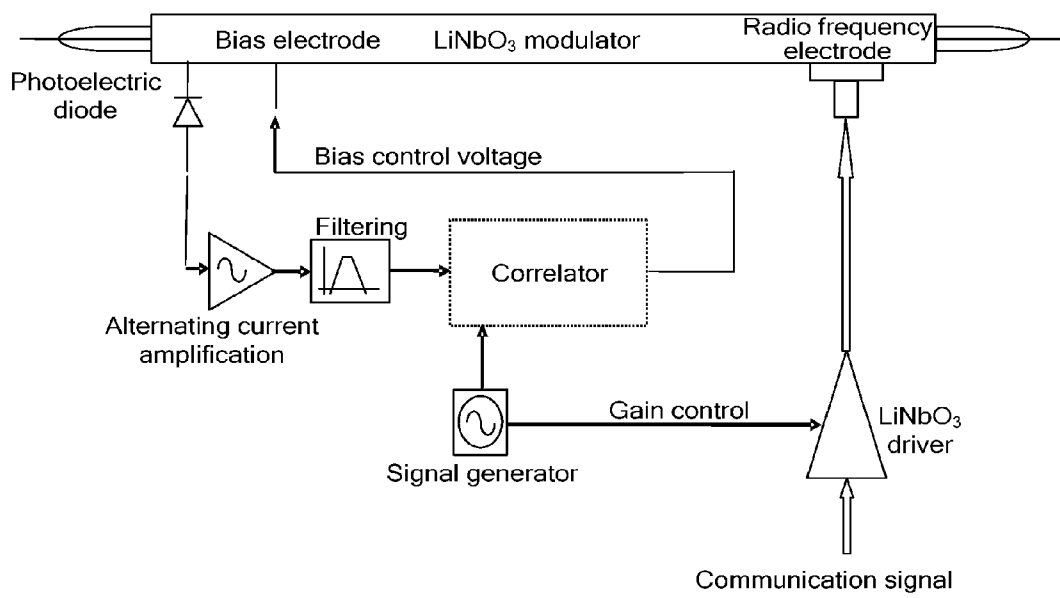 Bias electrode
LiNbO₃ modulator
Radio frequency
electrode
Photoelectric
diode
Bias control voltage
Filtering
Correlator
Alternating current
amplification
Gain control
LiNbO₃
driver
Signal generator
Communication signal